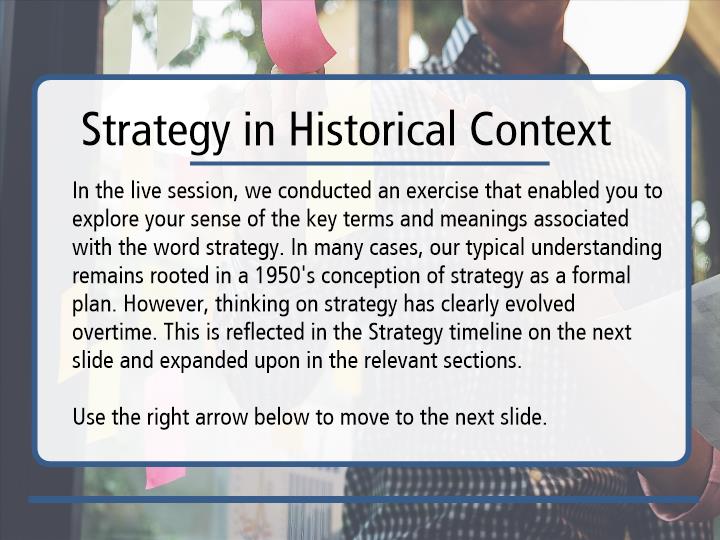 Strategy in Historical Context
In the live session, we conducted an exercise that enabled you to
explore your sense of the key terms and meanings associated
with the word strategy. In many cases, our typical understanding
remains rooted in a 1950's conception of strategy as a formal
plan. However, thinking on strategy has clearly evolved
overtime. This is reflected in the Strategy timeline on the next
slide and expanded upon in the relevant sections.
Use the right arrow below to move to the next slide.